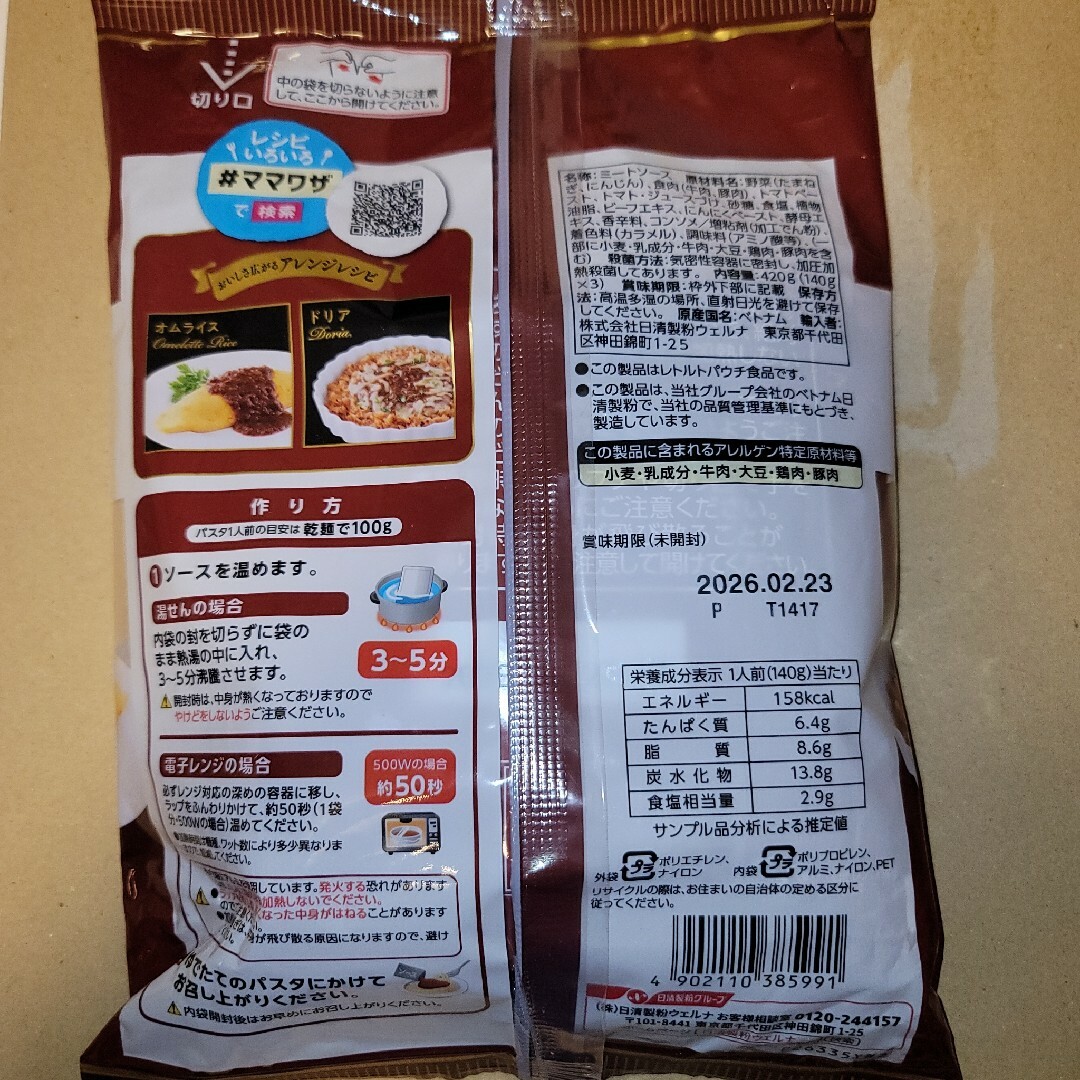 切り口
中の袋を切らないように注意
して、ここから開けてください。
レシピ
いろいろ
#ママワザ
で 検索
おいしさ広がるアレンジレシピ
オムライス
Omelette Rice
ドリア
Doria
作り方
パスタ1人前の目安は 乾麺で100g
1 ソースを温めます。
湯せんの場合
内袋の封を切らずに袋の
まま熱湯の中に入れ、
3~5分沸騰させます。
3~5分
開封時は、中身が熱くなっておりますので
やけどをしないようご注意ください。
電子レンジの場合
必ずレンジ対応の深めの容器に移し、
ラップをふんわりかけて、約50秒(1袋
分・500Wの場合)温めてください。
500Wの場合
約50秒
ワット数)により多少異なりま
しています。発火する恐れがあります
加熱しないでください。
なった中身がはねることがあります
が飛び散る原因になりますので、避け
ゆでたてのパスタにかけて
お召し上がりください。
内袋開封後はお早めにお召し上がりください。
名称:ミートソース 原材料名:野菜(たまね
ぎ、にんじん)、食肉(牛肉、豚肉)、トマトペー
スト、トマト・ジュースづけ、砂糖、食塩、植物
油脂、ビーフエキス、にんにくペースト、酵母エ
キス、香辛料、コンソメ/増粘剤(加工でん粉)、
着色料(カラメル)、調味料(アミノ酸等)、(一
部に小麦・乳成分・牛肉・大豆・鶏肉・豚肉を含
む) 殺菌方法:気密性容器に密封し、加圧加
熱殺菌してあります。 内容量:420g(140g
×3) 賞味期限:枠外下部に記載 保存方
法:高温多湿の場所、直射日光を避けて保存
してください。 原産国名:ベトナム 輸入者:
株式会社日清製粉ウェルナ 東京都千代田
区神田錦町1-25
●この製品はレトルトパウチ食品です。
●この製品は、当社グループ会社のベトナム日
清製粉で、当社の品質管理基準にもとづき、
製造しています。
この製品に含まれるアレルゲン特定原材料等
小麦・乳成分・牛肉・大豆・鶏肉・豚肉
賞味期限(未開封)
2026.02.23
P T1417
栄養成分表示 1人前(140g)当たり
エネルギー 158kcal
たんぱく質 6.4g
脂質 8.6g
炭水化物 13.8g
食塩相当量 2.9g
サンプル品分析による推定値
外袋 プラ ポリエチレン、ナイロン
内袋 プラ ポリプロピレン、アルミ、ナイロン、PET
リサイクルの際は、お住まいの自治体の定める区分に
従ってください。
4 902110 385991
日清製粉グループ
(株)日清製粉ウェルナ お客様相談室 0120-244157
〒101-8441 東京都千代田区神田錦町1-25